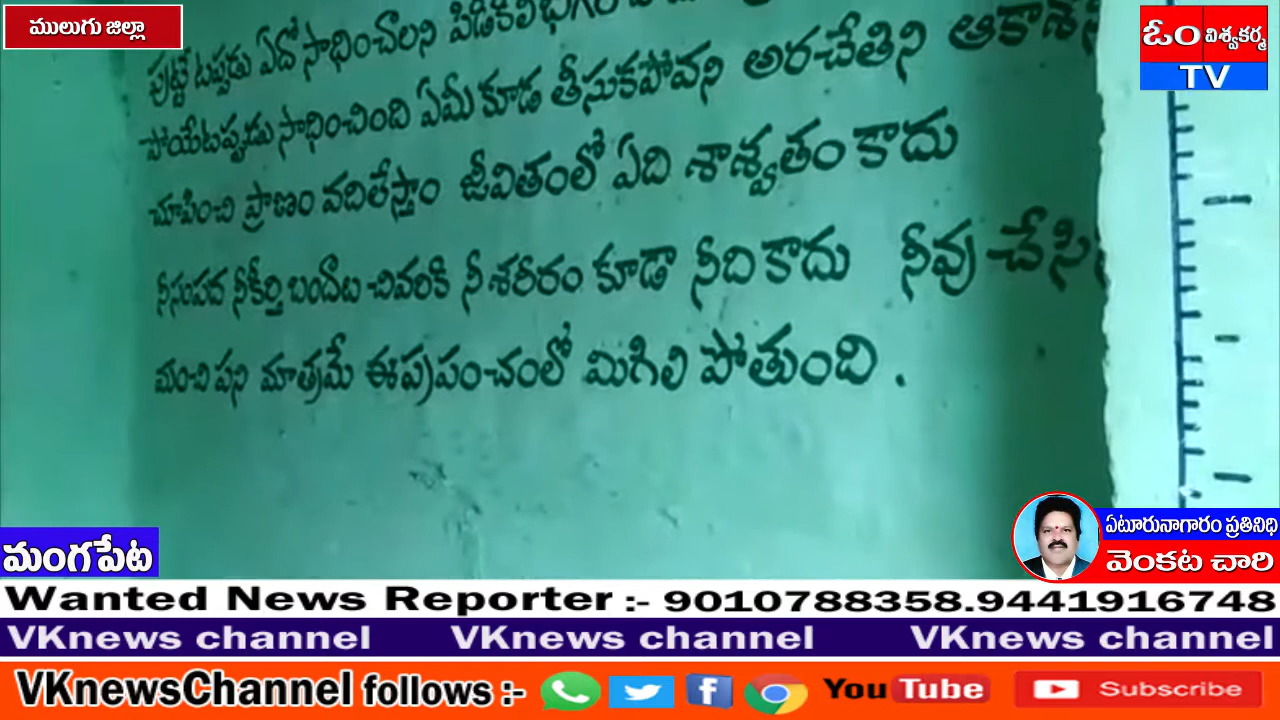 ములుగు జిల్లా
ఓం విశ్వకర్మ
TV
పుట్టేటప్పడు ఏదో సాధించాలని పిడికిలి
పోయేటప్పుడు సాధించింది ఏమీ కూడ తీసుకపోవని అరచేతిని
చూపించి ప్రాణం వదిలేస్తాం జీవితంలో ఏది శాశ్వతం కాదు
నీసంపద నీకీర్తి బందాట చివరికి నీ శరీరం కూడా నీది కాదు నీవు
మంచి పని మాత్రమే ఈప్రపంచంలో మిగిలి పోతుంది .
మంగపేట
ఏటూరునాగారం ప్రతినిధి
వెంకట చారి
Wanted News Reporter :- 9010788358.9441916748
VKnews channel VKnews channel VKnews channel
VKnewsChannel follows :- You Tube Subscribe